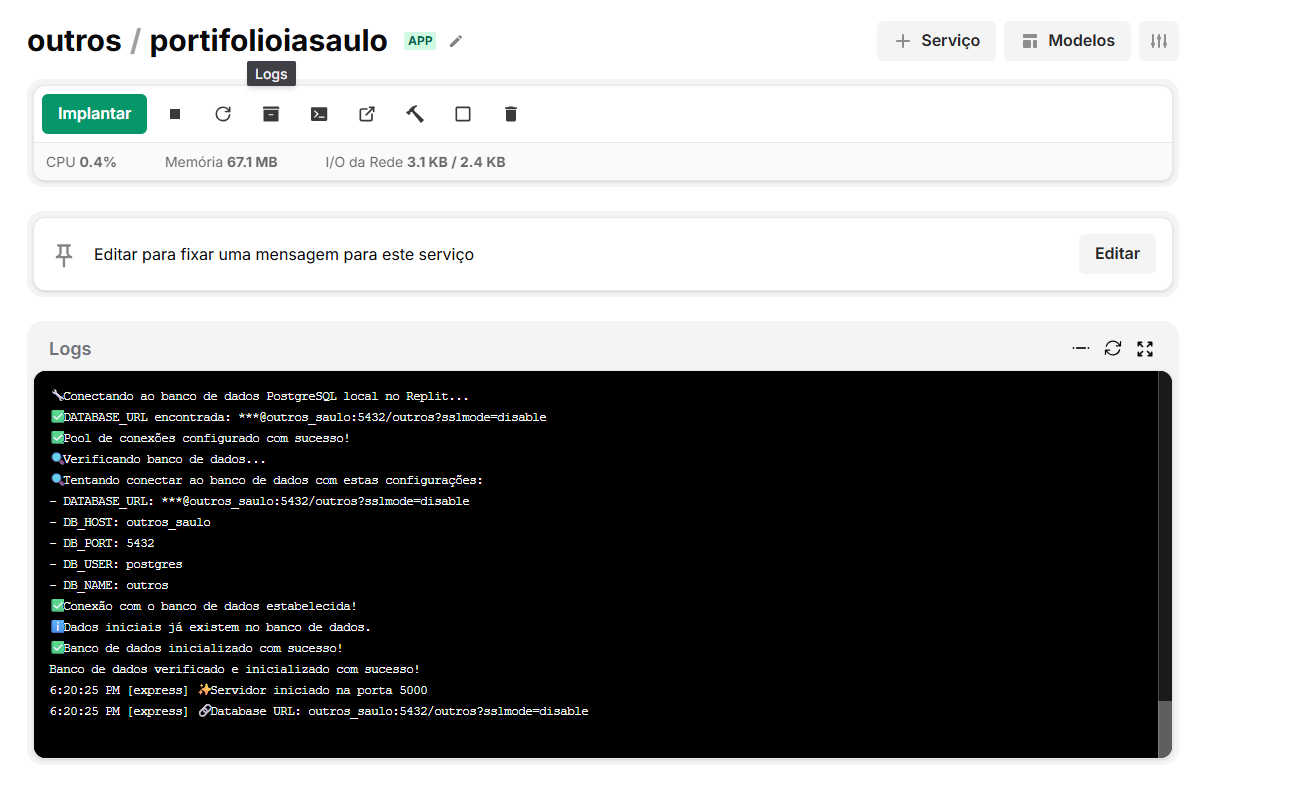 outros / portifolioiasaulo APP
+ Serviço
Modelos
Logs
Implantar
CPU 0.4% Memória 67.1 MB I/O da Rede 3.1 KB / 2.4 KB
Editar para fixar uma mensagem para este serviço
Editar
Logs
🔧Conectando ao banco de dados PostgreSQL local no Replit...
✅DATABASE_URL encontrada: ***@outros_saulo:5432/outros?sslmode=disable
✅Pool de conexões configurado com sucesso!
🔍Verificando banco de dados...
🔍Tentando conectar ao banco de dados com estas configurações:
- DATABASE_URL: ***@outros_saulo:5432/outros?sslmode=disable
- DB_HOST: outros_saulo
- DB_PORT: 5432
- DB_USER: postgres
- DB_NAME: outros
✅Conexão com o banco de dados estabelecida!
ℹ️Dados iniciais já existem no banco de dados.
✅Banco de dados inicializado com sucesso!
Banco de dados verificado e inicializado com sucesso!
6:20:25 PM [express] ✨Servidor iniciado na porta 5000
6:20:25 PM [express] 🔗Database URL: outros_saulo:5432/outros?sslmode=disable